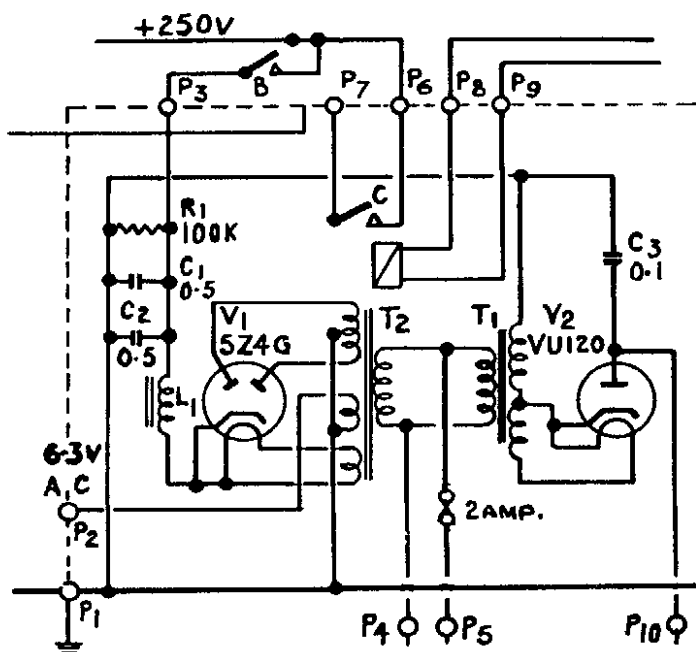 +250V
B
P3
P7
P6
P8
P9
C
R1
100K
C1
0.5
C2
0.5
V1
5Z4G
T2
T1
V2
VU120
C3
0.1
L1
6.3V
A.C
P2
2AMP.
P1
P4
P5
P10